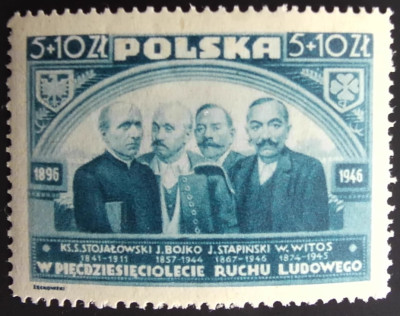 5+10 ZŁ POLSKA 5+10 ZŁ
1896 1946
KS.S.STOJAŁOWSKI J.BOJKO J.STAPIŃSKI W.WITOS
1841-1911 1857-1944 1867-1946 1874-1945
W PIĘĆDZIESIĘCIOLECIE RUCHU LUDOWEGO